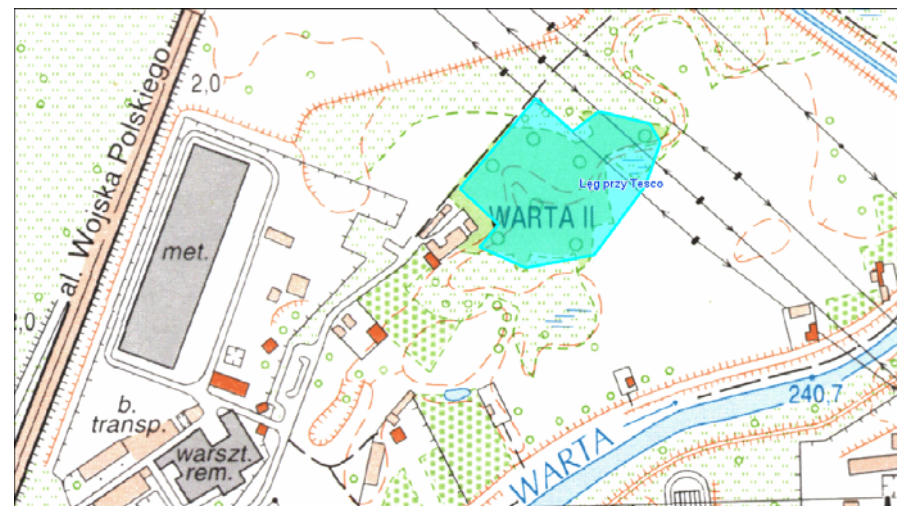 al. Wojska Polskiego
2,0
Łęg przy Tesco
WARTA II
met.
2,0
240,7
b.
transp.
warszt.
rem.
WARTA